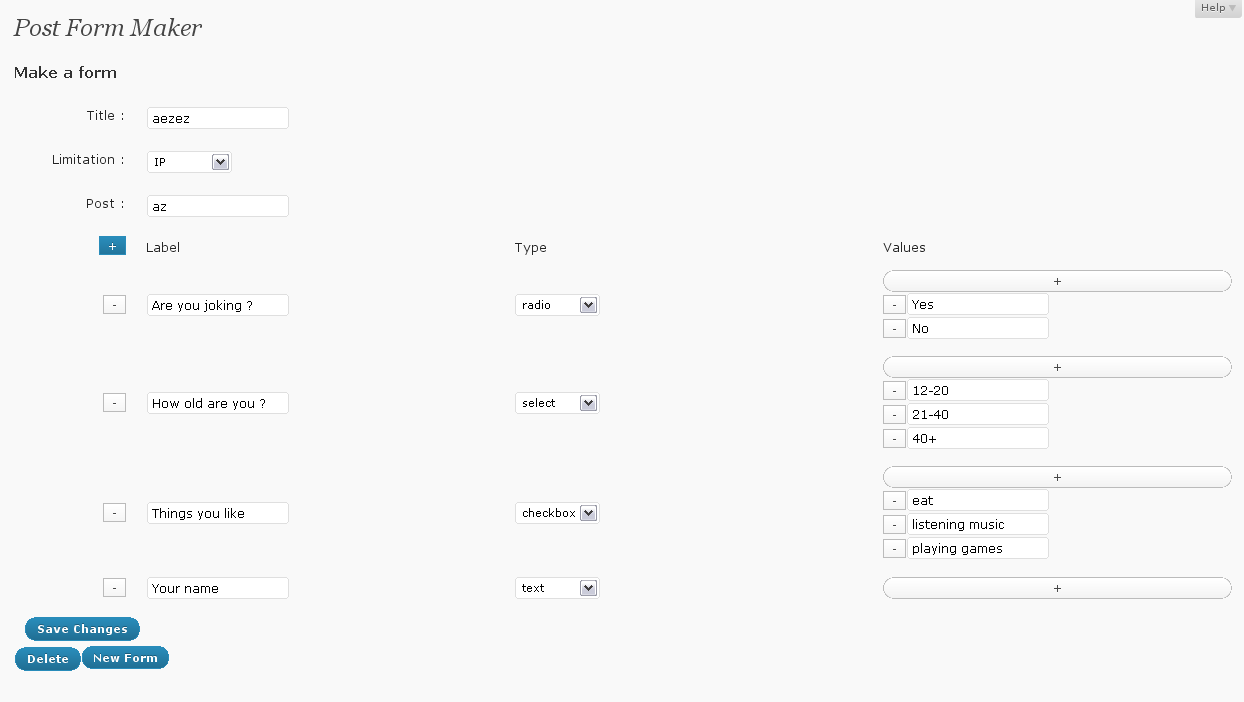 Help
Post Form Maker
Make a form
Title : aezez
Limitation : IP
Post : az
+ Label Type Values
+
- Are you joking ? radio - Yes
- No
+
- 12-20
- How old are you ? select - 21-40
- 40+
+
- eat
- Things you like checkbox - listening music
- playing games
- Your name text +
Save Changes
Delete New Form